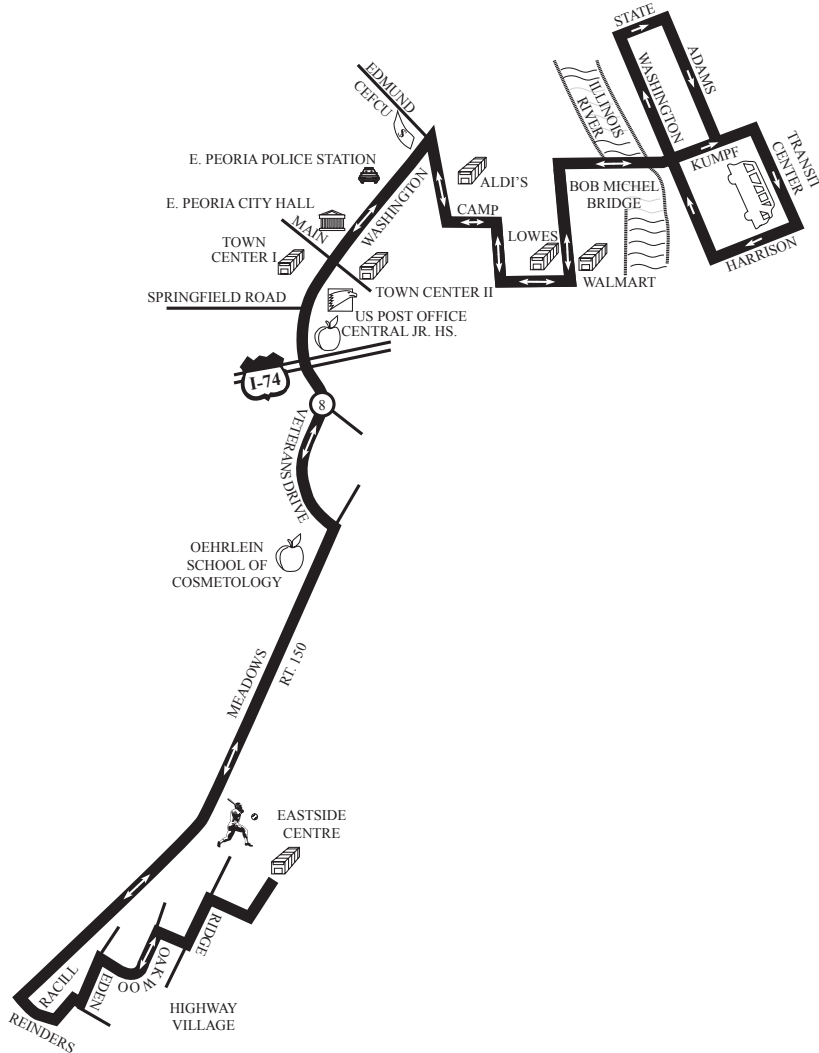 STATE
ADAMS
WASHINGTON
ILLINOIS
RIVER
EDMUND
CEFCU
$
KUMPF
TRANSIT
CENTER
E. PEORIA POLICE STATION
ALDI'S
BOB MICHEL
BRIDGE
E. PEORIA CITY HALL
WASHINGTON
CAMP
MAIN
LOWES
HARRISON
TOWN
CENTER I
WALMART
TOWN CENTER II
SPRINGFIELD ROAD
US POST OFFICE
CENTRAL JR. HS.
I-74
8
VETERANS DRIVE
OEHRLEIN
SCHOOL OF
COSMETOLOGY
MEADOWS
RT. 150
EASTSIDE
CENTRE
RIDGE
OAK WOO
RACILL
EDEN
HIGHWAY
VILLAGE
REINDERS